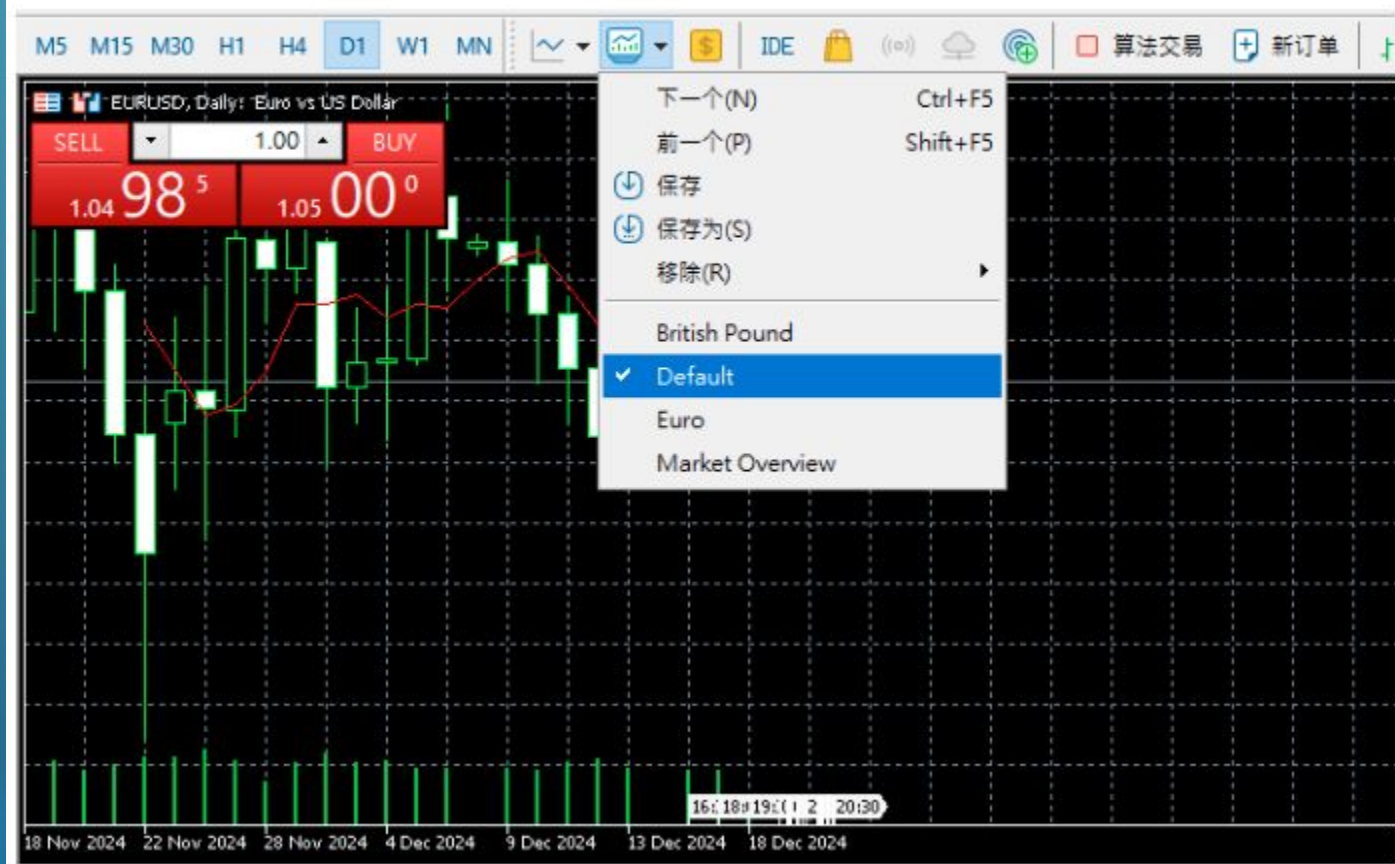 M5 M15 M30 H1 H4 D1 W1 MN IDE 算法交易 新订单
EURUSD, Daily: Euro vs US Dollar
SELL 1.00 BUY
1.04 98 5 1.05 00 0
下一个(N) Ctrl+F5
前一个(P) Shift+F5
保存
保存为(S)
移除(R)
British Pound
Default
Euro
Market Overview
20:30
18 Nov 2024 22 Nov 2024 28 Nov 2024 4 Dec 2024 9 Dec 2024 13 Dec 2024 18 Dec 2024